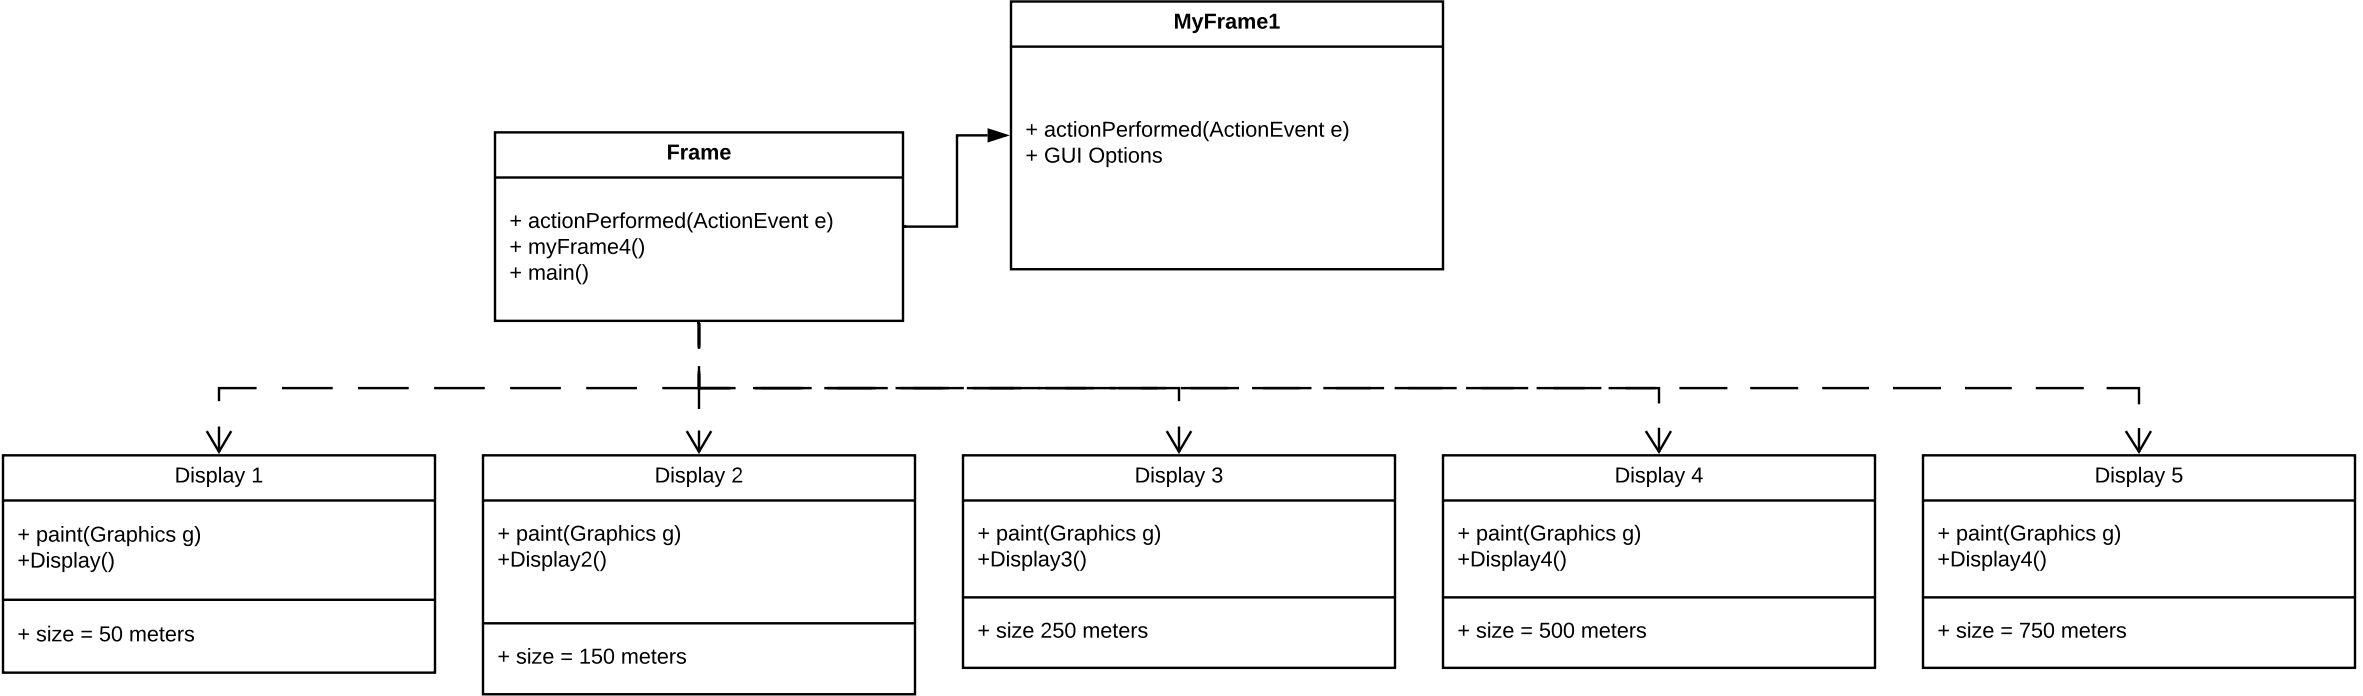 MyFrame1
+ actionPerformed(ActionEvent e)
+ GUI Options
Frame
+ actionPerformed(ActionEvent e)
+ myFrame4()
+ main()
Display 1
+ paint(Graphics g)
+Display()
+ size = 50 meters
Display 2
+ paint(Graphics g)
+Display2()
+ size = 150 meters
Display 3
+ paint(Graphics g)
+Display3()
+ size 250 meters
Display 4
+ paint(Graphics g)
+Display4()
+ size = 500 meters
Display 5
+ paint(Graphics g)
+Display4()
+ size = 750 meters